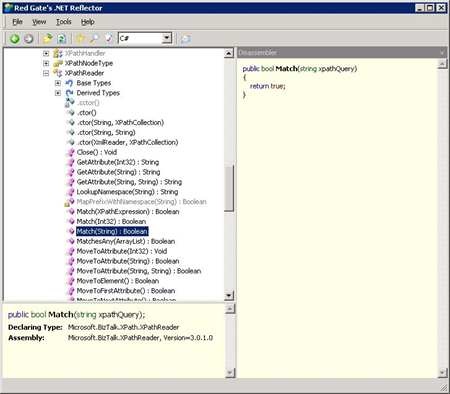 Red Gate's .NET Reflector
File View Tools Help
C#
XPathHandler
XPathNodeType
XPathReader
Base Types
Derived Types
.cctor()
.ctor()
.ctor(String, XPathCollection)
.ctor(String, String)
.ctor(XmlReader, XPathCollection)
Close() : Void
GetAttribute(Int32) : String
GetAttribute(String) : String
GetAttribute(String, String) : String
LookupNamespace(String) : String
MapPrefixWithNamespace(String) : Boolean
Match(XPathExpression) : Boolean
Match(Int32) : Boolean
Match(String) : Boolean
MatchesAny(ArrayList) : Boolean
MoveToAttribute(Int32) : Void
MoveToAttribute(String) : Boolean
MoveToAttribute(String, String) : Boolean
MoveToElement() : Boolean
MoveToFirstAttribute() : Boolean
MoveToNextAttribute() : Boolean
public bool Match(string xpathQuery);
Declaring Type: Microsoft.BizTalk.XPath.XPathReader
Assembly: Microsoft.BizTalk.XPathReader, Version=3.0.1.0
Disassembler
public bool Match(string xpathQuery)
{
return true;
}